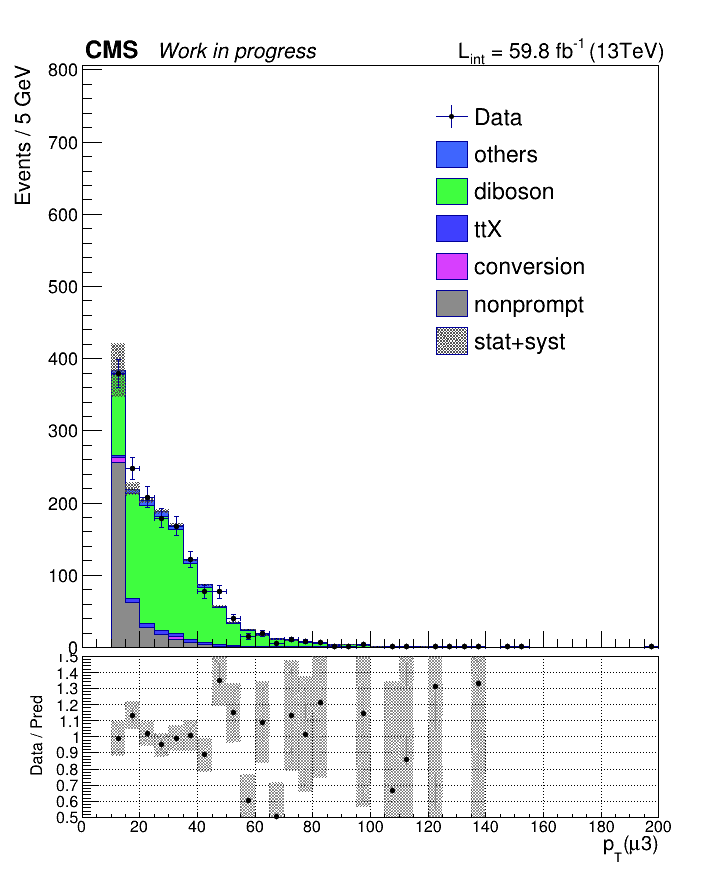 CMS Work in progress L_int = 59.8 fb⁻¹ (13TeV)
Events / 5 GeV
800
700
600
500
400
300
200
100
0
Data
others
diboson
ttX
conversion
nonprompt
stat+syst
Data / Pred
1.5
1.4
1.3
1.2
1.1
1
0.9
0.8
0.7
0.6
0.5
0 20 40 60 80 100 120 140 160 180 200
p_T(μ3)